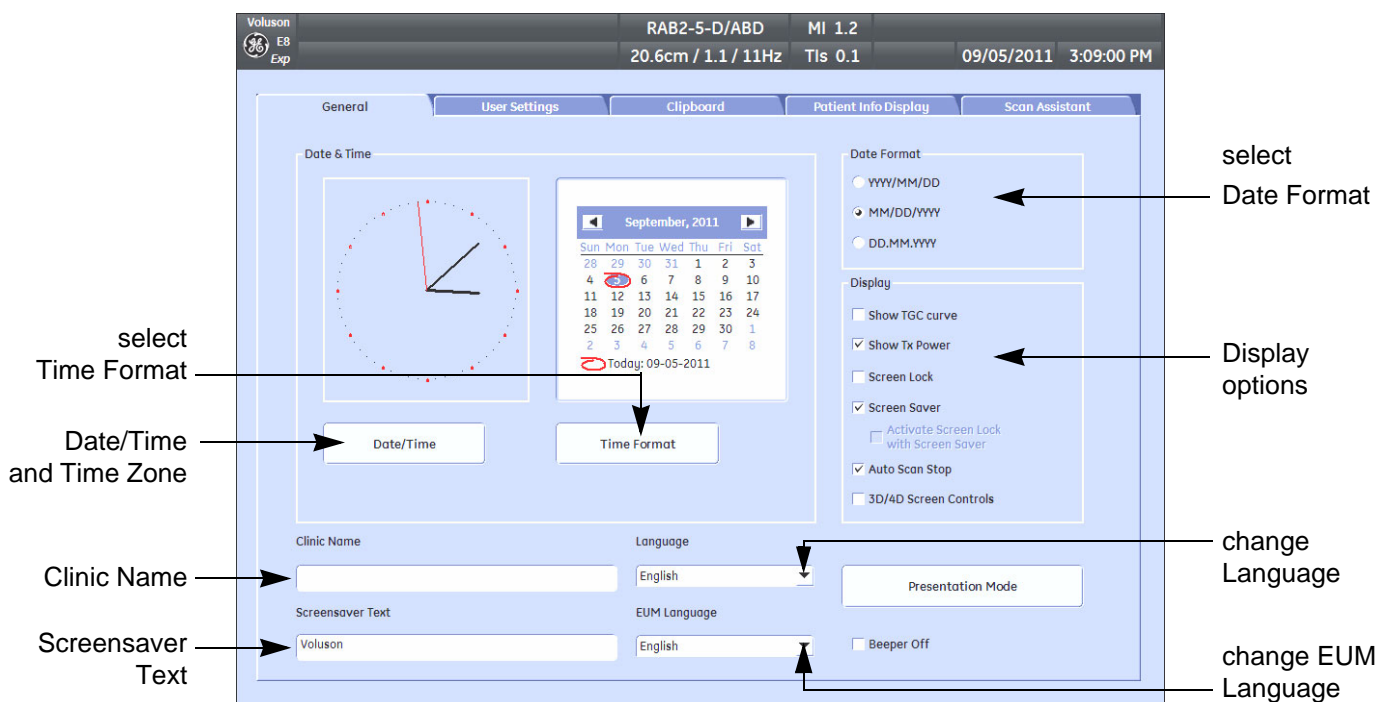 Voluson
E8
Exp
RAB2-5-D/ABD MI 1.2
20.6cm / 1.1 / 11Hz TIs 0.1 09/05/2011 3:09:00 PM
General User Settings Clipboard Patient Info Display Scan Assistant
Date & Time
September, 2011
Sun Mon Tue Wed Thu Fri Sat
28 29 30 31 1 2 3
4 5 6 7 8 9 10
11 12 13 14 15 16 17
18 19 20 21 22 23 24
25 26 27 28 29 30 1
2 3 4 5 6 7 8
Today: 09-05-2011
Date/Time
Time Format
Date Format
YYYY/MM/DD
MM/DD/YYYY
DD.MM.YYYY
Display
Show TGC curve
Show Tx Power
Screen Lock
Screen Saver
Activate Screen Lock
with Screen Saver
Auto Scan Stop
3D/4D Screen Controls
Clinic Name
Language
English
Presentation Mode
Screensaver Text
Voluson
EUM Language
English
Beeper Off
select
Time Format
Date/Time
and Time Zone
Clinic Name
Screensaver
Text
select
Date Format
Display
options
change
Language
change EUM
Language